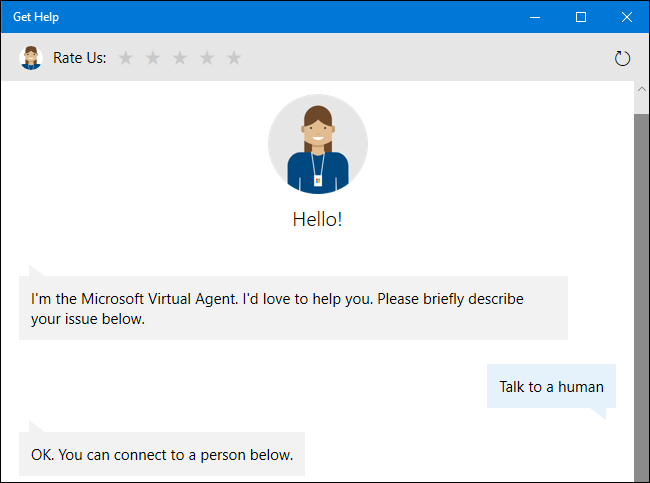 Get Help
Rate Us:
Hello!
I'm the Microsoft Virtual Agent. I'd love to help you. Please briefly describe
your issue below.
Talk to a human
OK. You can connect to a person below.